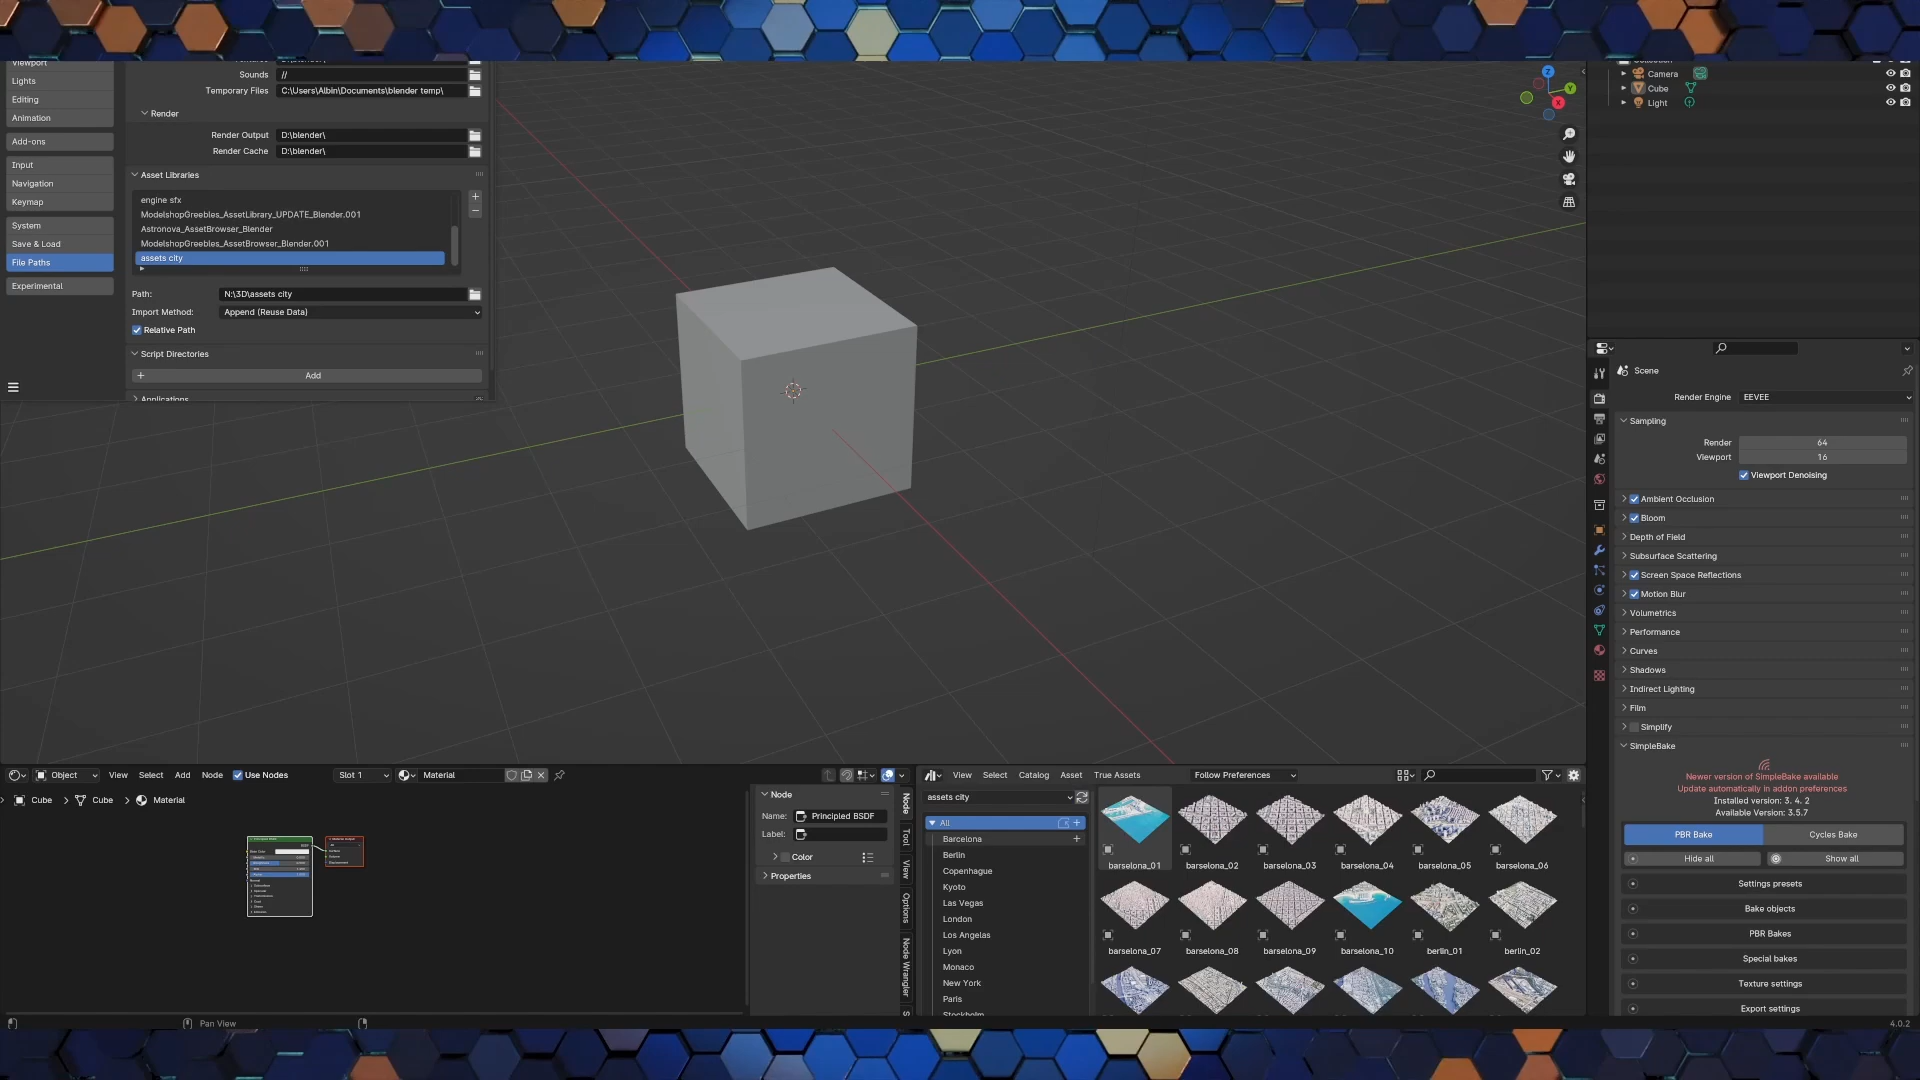 Viewport
Lights
Editing
Animation
Add-ons
Input
Navigation
Keymap
System
Save & Load
File Paths
Experimental
Sounds //
Temporary Files C:\Users\Albin\Documents\blender temp\
Render
Render Output D:\blender\
Render Cache D:\blender\
Asset Libraries
engine sfx
ModelshopGreebles_AssetLibrary_UPDATE_Blender.001
Astronova_AssetBrowser_Blender
ModelshopGreebles_AssetBrowser_Blender.001
assets city
Path: N:\3D\assets city
Import Method: Append (Reuse Data)
Relative Path
Script Directories
Add
Applications
Z
Y
X
Camera
Cube
Light
Scene
Render Engine EEVEE
Sampling
Render 64
Viewport 16
Viewport Denoising
Ambient Occlusion
Bloom
Depth of Field
Subsurface Scattering
Screen Space Reflections
Motion Blur
Volumetrics
Performance
Curves
Shadows
Indirect Lighting
Film
Simplify
SimpleBake
Newer version of SimpleBake available
Update automatically in addon preferences
Installed version: 3. 4. 2
Available Version: 3.5.7
PBR Bake Cycles Bake
Hide all Show all
Settings presets
Bake objects
PBR Bakes
Special bakes
Texture settings
Export settings
Object View Select Add Node Use Nodes Slot 1 Material
Cube Cube Material
Node
Name: Principled BSDF
Label:
Color
Properties
Node
Tool
View
Options
Node Wrangler
View Select Catalog Asset True Assets Follow Preferences
assets city
All
Barcelona
Berlin
Copenhague
Kyoto
Las Vegas
London
Los Angelas
Lyon
Monaco
New York
Paris
Stockholm
barselona_01 barselona_02 barselona_03 barselona_04 barselona_05 barselona_06
barselona_07 barselona_08 barselona_09 barselona_10 berlin_01 berlin_02
Pan View
4.0.2